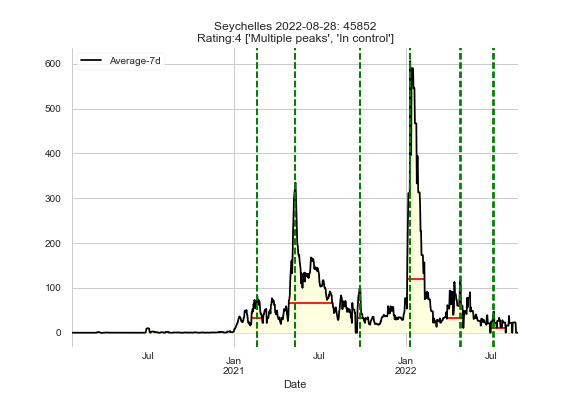 Seychelles 2022-08-28: 45852
Rating:4 ['Multiple peaks', 'In control']
Average-7d
600
500
400
300
200
100
0
Jul
Jan
2021
Jul
Jan
2022
Jul
Date